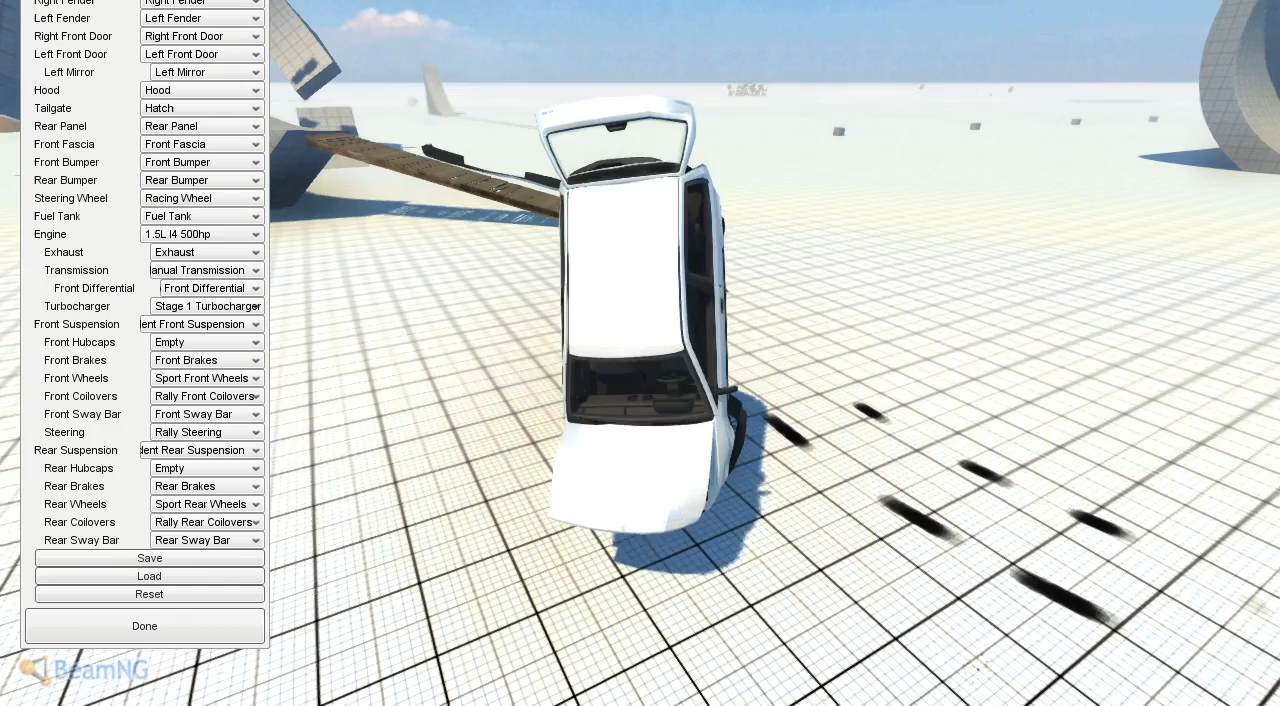 Right Fender Right Fender
Left Fender Left Fender
Right Front Door Right Front Door
Left Front Door Left Front Door
Left Mirror Left Mirror
Hood Hood
Tailgate Hatch
Rear Panel Rear Panel
Front Fascia Front Fascia
Front Bumper Front Bumper
Rear Bumper Rear Bumper
Steering Wheel Racing Wheel
Fuel Tank Fuel Tank
Engine 1.5L I4 500hp
Exhaust Exhaust
Transmission anual Transmission
Front Differential Front Differential
Turbocharger Stage 1 Turbocharger
Front Suspension lent Front Suspension
Front Hubcaps Empty
Front Brakes Front Brakes
Front Wheels Sport Front Wheels
Front Coilovers Rally Front Coilovers
Front Sway Bar Front Sway Bar
Steering Rally Steering
Rear Suspension lent Rear Suspension
Rear Hubcaps Empty
Rear Brakes Rear Brakes
Rear Wheels Sport Rear Wheels
Rear Coilovers Rally Rear Coilovers
Rear Sway Bar Rear Sway Bar
Save
Load
Reset
Done
BeamNG